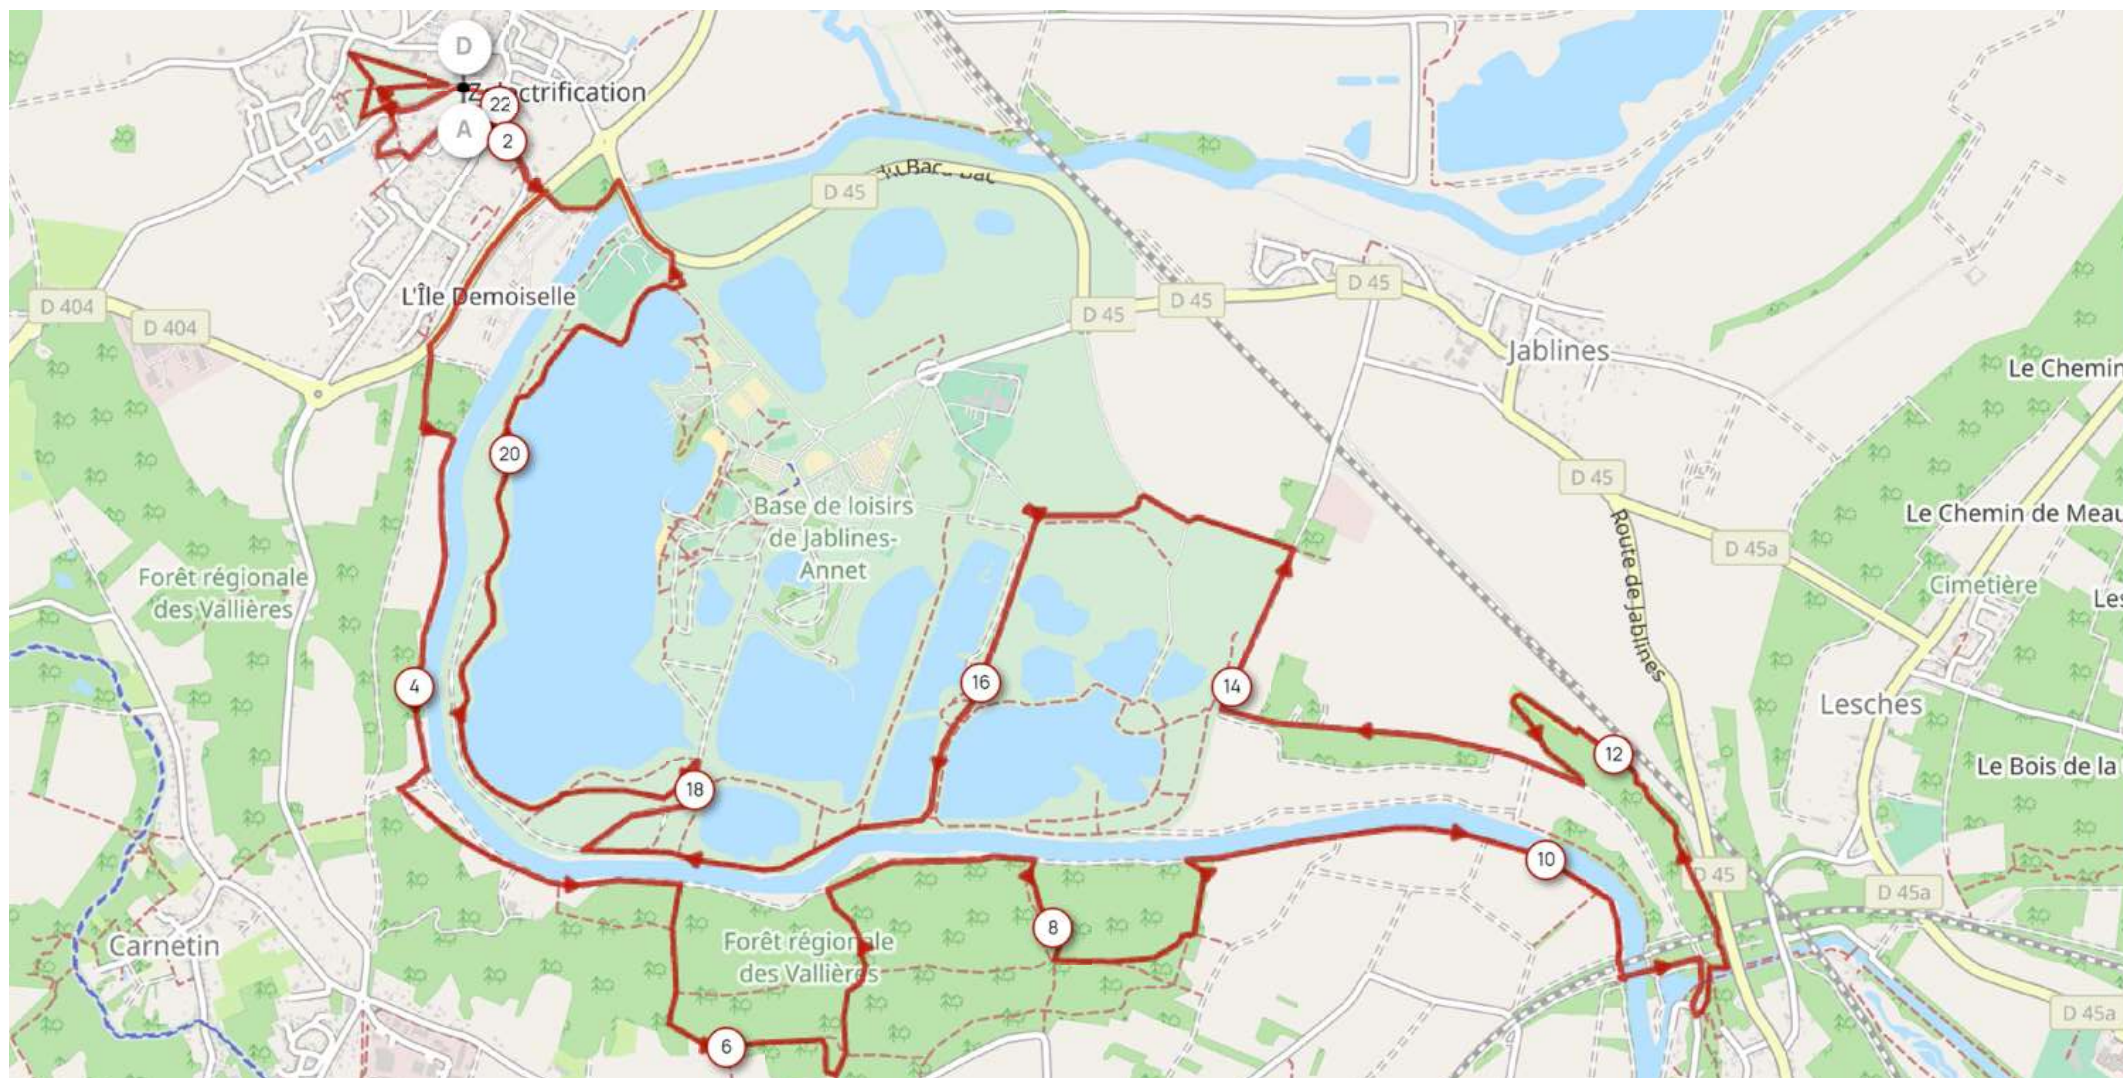 D
Z
ctrification
22
A
2
D 45
L'Île Demoiselle
D 404
D 404
D 45
D 45
D 45
Jablines
Le Chemin
20
D 45
Base de loisirs
de Jablines-
Annet
Le Chemin de Meau
D 45a
Route de Jablines
Forêt régionale
des Vallières
Cimetière
Les
4
16
14
Lesches
12
Le Bois de la
18
10
D 45
D 45a
8
Carnetin
Forêt régionale
des Vallières
D 45a
6